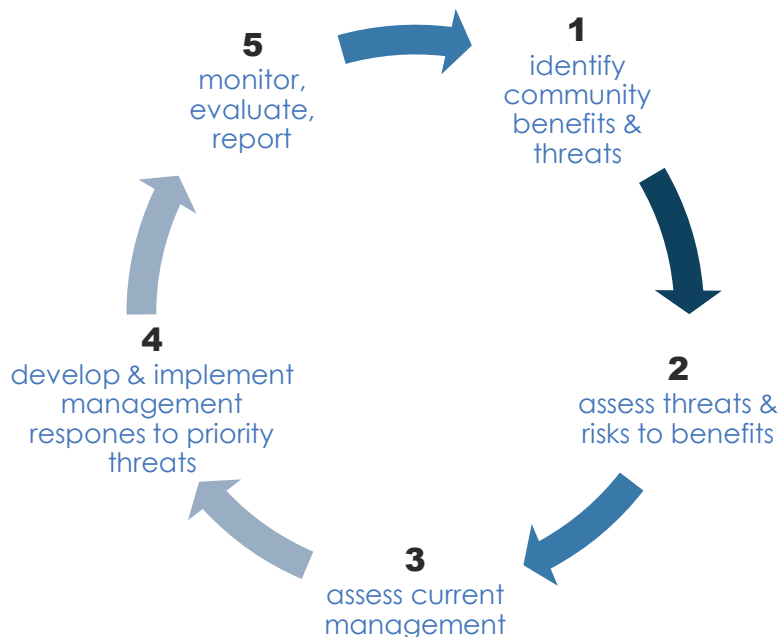 1
identify
community
benefits &
threats
2
assess threats &
risks to benefits
3
assess current
management
4
develop & implement
management
respones to priority
threats
5
monitor,
evaluate,
report